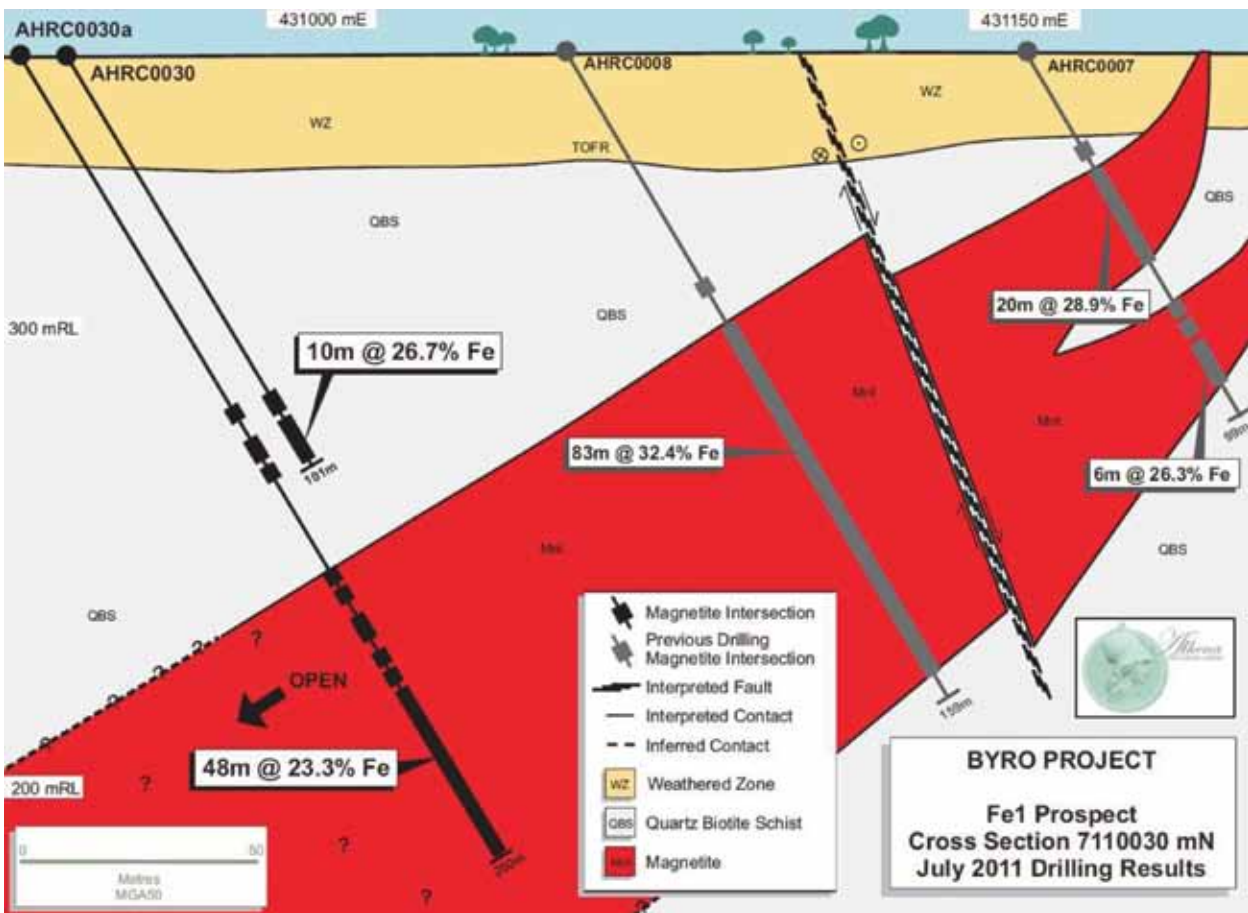 431000 mE
431150 mE
AHRC0030a
AHRC0030
AHRC0008
AHRC0007
WZ
WZ
TOFR
QBS
QBS
QBS
300 mRL
20m @ 28.9% Fe
10m @ 26.7% Fe
Mnt
Mnt
99m
83m @ 32.4% Fe
6m @ 26.3% Fe
101m
Mnt
QBS
QBS
?
?
?
?
?
OPEN
159m
48m @ 23.3% Fe
200 mRL
?
?
?
?
200m
Magnetite Intersection
Previous Drilling
Magnetite Intersection
Interpreted Fault
Interpreted Contact
Inferred Contact
WZ Weathered Zone
QBS Quartz Biotite Schist
Mnt Magnetite
Athena
BYRO PROJECT
Fe1 Prospect
Cross Section 7110030 mN
July 2011 Drilling Results
0 50
Metres
MGA50